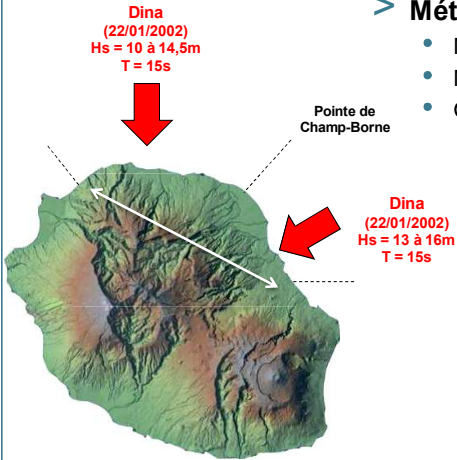 Dina
(22/01/2002)
Hs = 10 à 14,5m
T = 15s
> Mét
Pointe de
Champ-Borne
Dina
(22/01/2002)
Hs = 13 à 16m
T = 15s